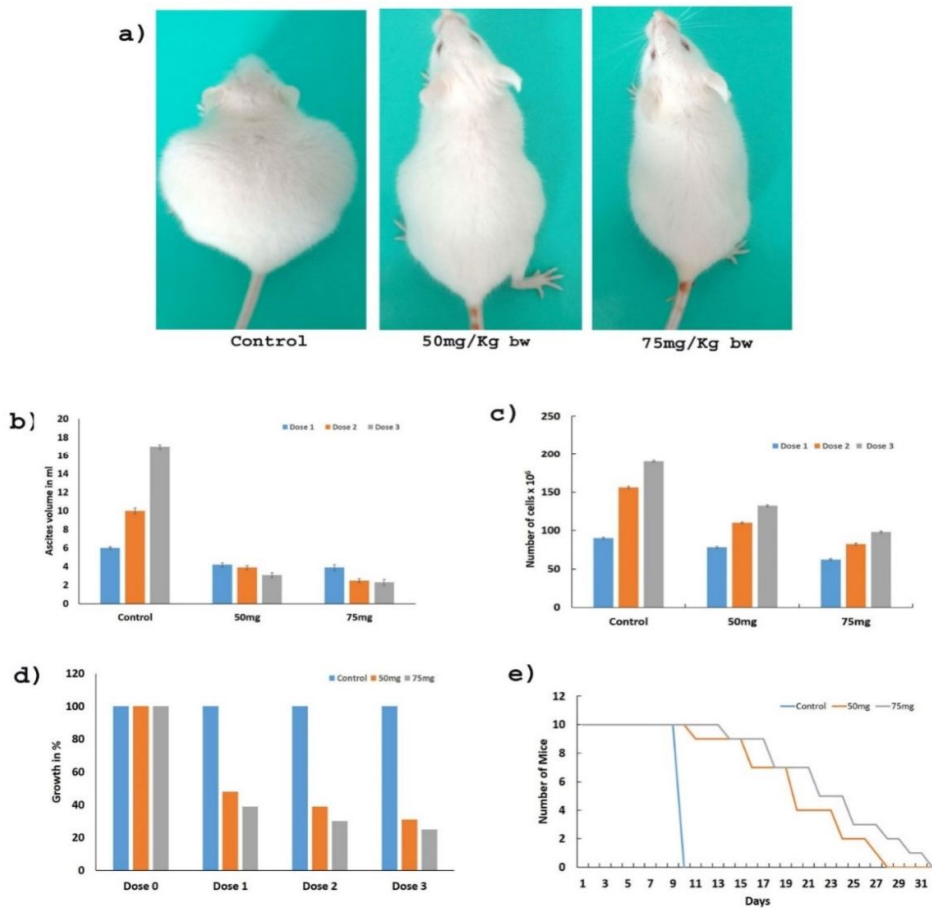 a)
Control
50mg/Kg bw
75mg/Kg bw
b)
20
18
16
14
12
10
8
6
4
2
0
Ascites volume in ml
Dose 1
Dose 2
Dose 3
Control
50mg
75mg
c)
250
200
150
100
50
0
Number of cells x 10⁶
Dose 1
Dose 2
Dose 3
Control
50mg
75mg
d)
120
100
80
60
40
20
0
Growth in %
Control
50mg
75mg
Dose 0
Dose 1
Dose 2
Dose 3
e)
12
10
8
6
4
2
0
Number of Mice
Control
50mg
75mg
1 3 5 7 9 11 13 15 17 19 21 23 25 27 29 31
Days